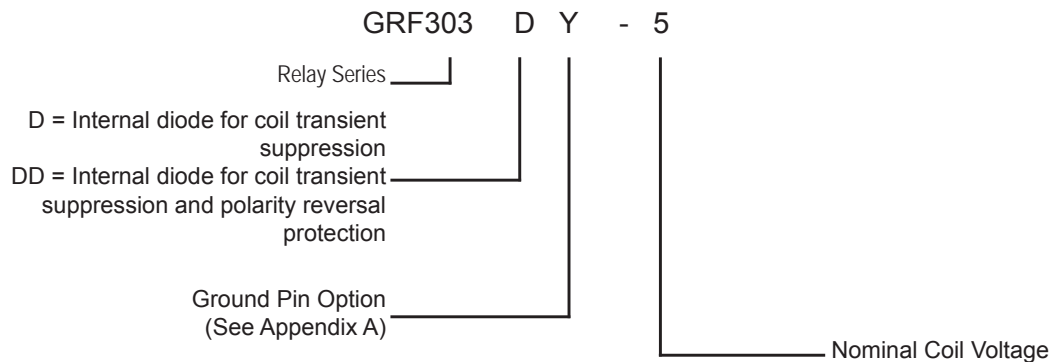 GRF303 D Y - 5
Relay Series
D = Internal diode for coil transient
suppression
DD = Internal diode for coil transient
suppression and polarity reversal
protection
Ground Pin Option
(See Appendix A)
Nominal Coil Voltage